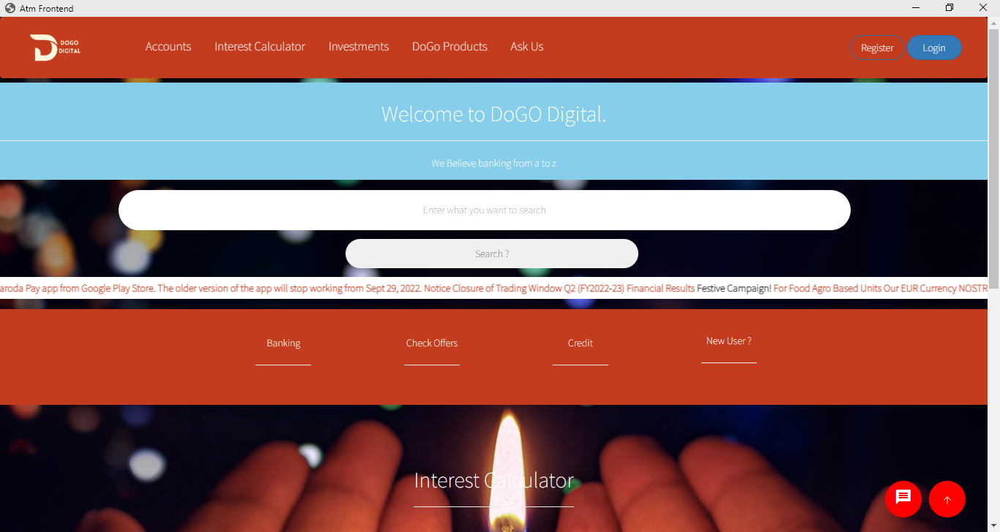 Atm Frontend
DOGO
DIGITAL
Accounts Interest Calculator Investments DoGo Products Ask Us
Register Login
Welcome to DoGO Digital.
We Believe banking from a to z
Enter what you want to search
Search ?
aroda Pay app from Google Play Store. The older version of the app will stop working from Sept 29, 2022. Notice Closure of Trading Window Q2 (FY2022-23) Financial Results Festive Campaign! For Food Agro Based Units Our EUR Currency NOSTR
Banking Check Offers Credit New User ?
Interest Calculator